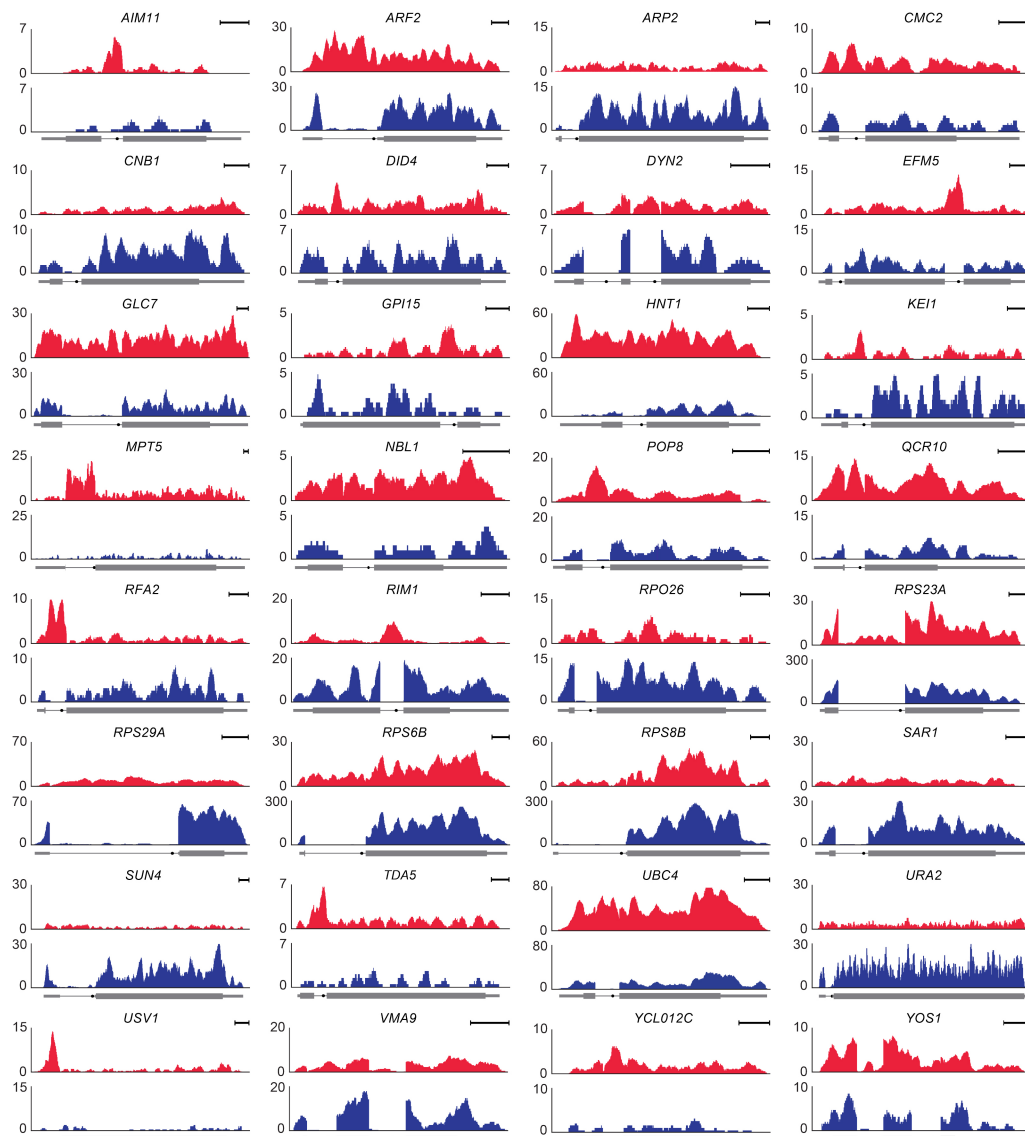 AIM11 ARF2 ARP2 CMC2
7 30 15 10
0 0 0 0
7 30 15 10
0 0 0 0
CNB1 DID4 DYN2 EFM5
10 7 7 15
0 0 0 0
10 7 7 15
0 0 0 0
GLC7 GPI15 HNT1 KEI1
30 5 60 5
0 0 0 0
30 5 60 5
0 0 0 0
MPT5 NBL1 POP8 QCR10
25 5 20 15
0 0 0 0
25 5 20 15
0 0 0 0
RFA2 RIM1 RPO26 RPS23A
10 20 15 30
0 0 0 0
10 20 15 300
0 0 0 0
RPS29A RPS6B RPS8B SAR1
70 30 60 30
0 0 0 0
70 300 300 30
0 0 0 0
SUN4 TDA5 UBC4 URA2
30 7 80 30
0 0 0 0
30 7 80 30
0 0 0 0
USV1 VMA9 YCL012C YOS1
15 20 10 10
0 0 0 0
15 20 10 10
0 0 0 0